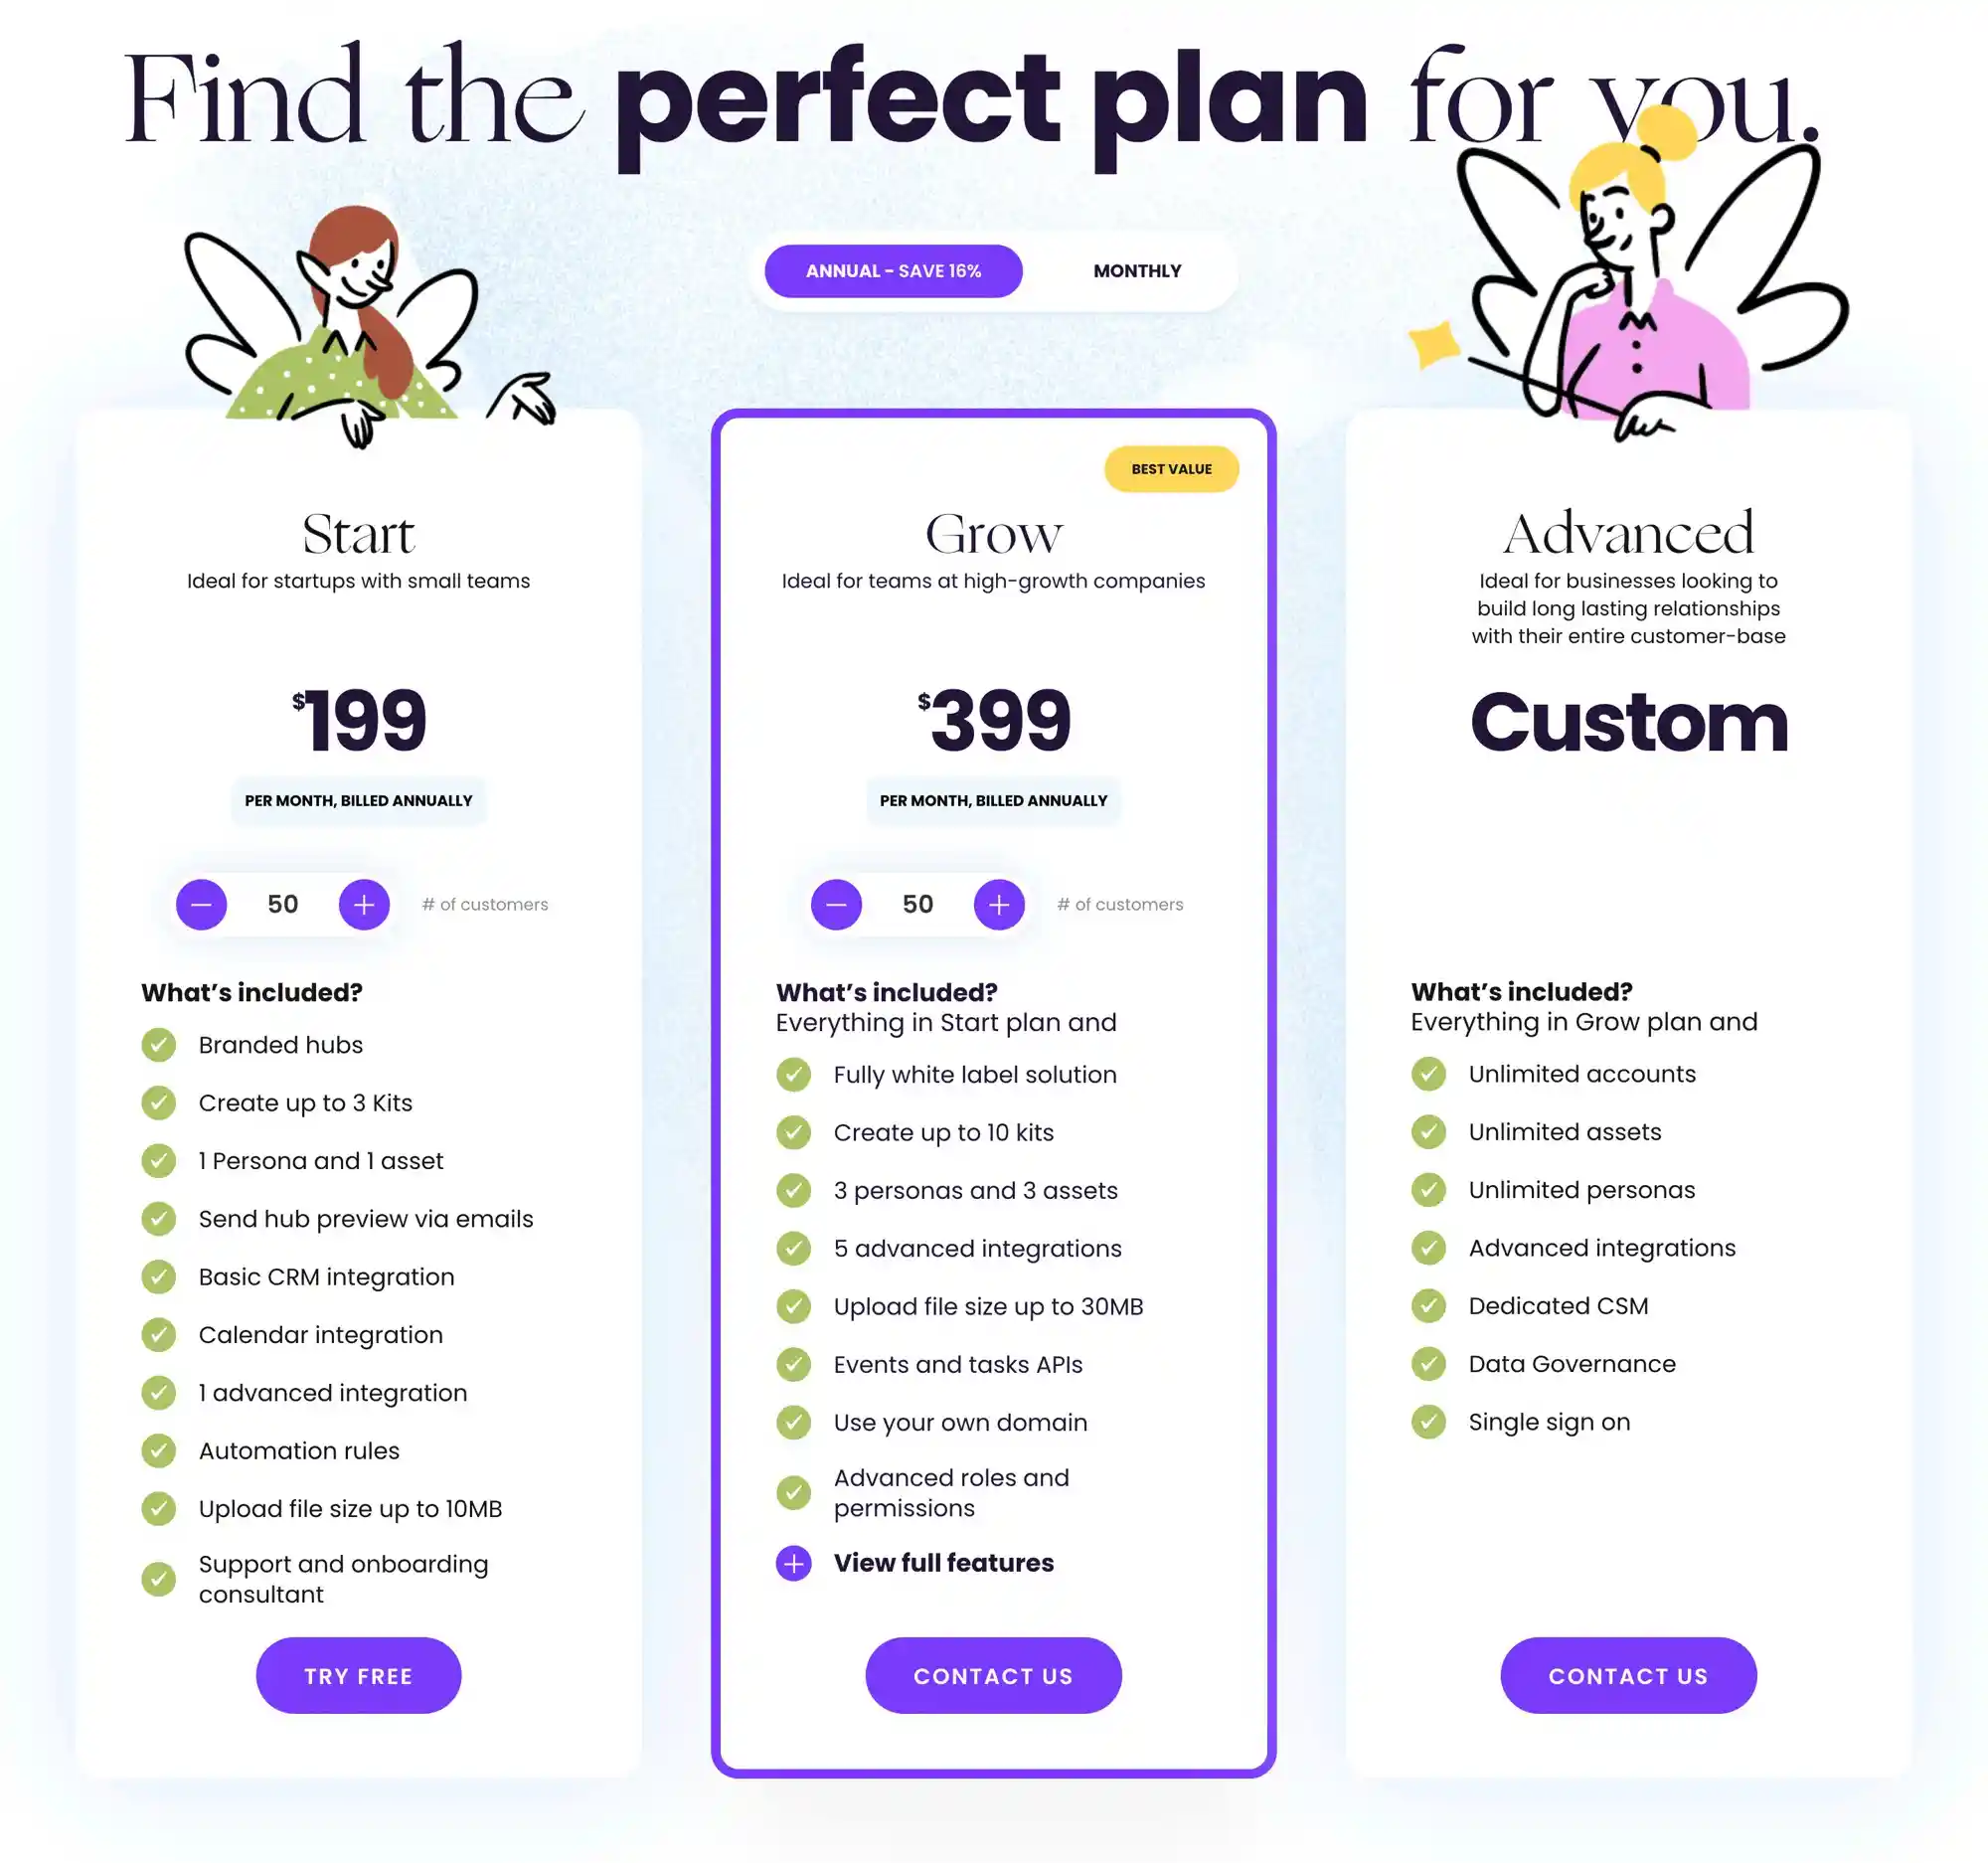 Find the perfect plan for you.
ANNUAL - SAVE 16%
MONTHLY
Start
Ideal for startups with small teams
$199
PER MONTH, BILLED ANNUALLY
50
# of customers
What's included?
Branded hubs
Create up to 3 Kits
1 Persona and 1 asset
Send hub preview via emails
Basic CRM integration
Calendar integration
1 advanced integration
Automation rules
Upload file size up to 10MB
Support and onboarding
consultant
TRY FREE
BEST VALUE
Grow
Ideal for teams at high-growth companies
$399
PER MONTH, BILLED ANNUALLY
50
# of customers
What's included?
Everything in Start plan and
Fully white label solution
Create up to 10 kits
3 personas and 3 assets
5 advanced integrations
Upload file size up to 30MB
Events and tasks APIs
Use your own domain
Advanced roles and
permissions
View full features
CONTACT US
Advanced
Ideal for businesses looking to
build long lasting relationships
with their entire customer-base
Custom
What's included?
Everything in Grow plan and
Unlimited accounts
Unlimited assets
Unlimited personas
Advanced integrations
Dedicated CSM
Data Governance
Single sign on
CONTACT US